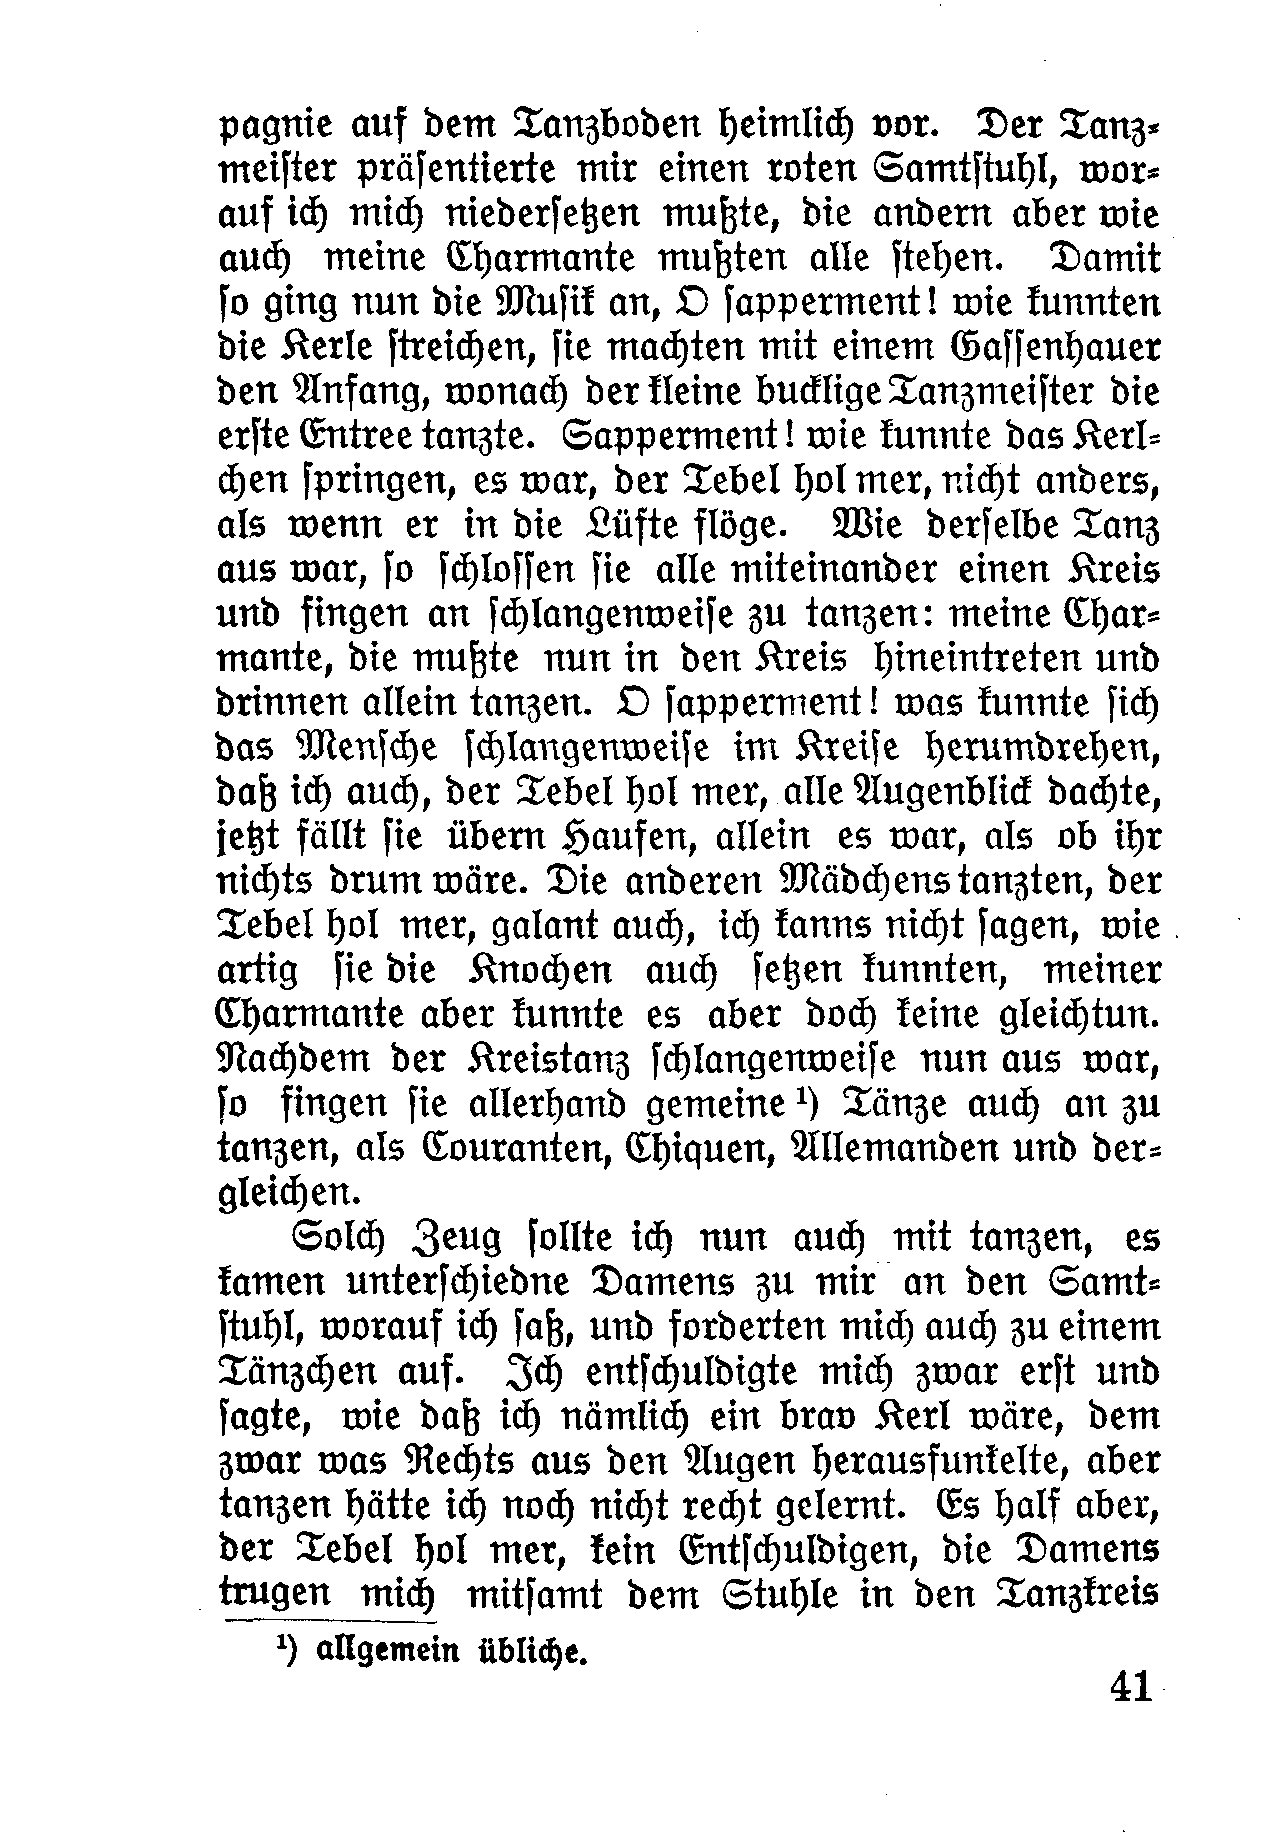 pagnie auf dem Tanzboden heimlich vor. Der Tanz-
meiſter präſentierte mir einen roten Samtſtuhl, wor-
auf ich mich niederſetzen mußte, die andern aber wie
auch meine Charmante mußten alle ſtehen. Damit
ſo ging nun die Muſik an, O ſapperment! wie kunnten
die Kerle ſtreichen, ſie machten mit einem Gaſſenhauer
den Anfang, wonach der kleine bucklige Tanzmeiſter die
erſte Entree tanzte. Sapperment! wie kunnte das Kerl-
chen ſpringen, es war, der Tebel hol mer, nicht anders,
als wenn er in die Lüfte flöge. Wie derſelbe Tanz
aus war, ſo ſchloſſen ſie alle miteinander einen Kreis
und fingen an ſchlangenweiſe zu tanzen: meine Char-
mante, die mußte nun in den Kreis hineintreten und
drinnen allein tanzen. O ſapperment! was kunnte ſich
das Menſche ſchlangenweiſe im Kreiſe herumdrehen,
daß ich auch, der Tebel hol mer, alle Augenblick dachte,
jetzt fällt ſie übern Haufen, allein es war, als ob ihr
nichts drum wäre. Die anderen Mädchens tanzten, der
Tebel hol mer, galant auch, ich kanns nicht ſagen, wie
artig ſie die Knochen auch ſetzen kunnten, meiner
Charmante aber kunnte es aber doch keine gleichtun.
Nachdem der Kreistanz ſchlangenweiſe nun aus war,
ſo fingen ſie allerhand gemeine ¹) Tänze auch an zu
tanzen, als Couranten, Chiquen, Allemanden und der-
gleichen.
Solch Zeug ſollte ich nun auch mit tanzen, es
kamen unterſchiedne Damens zu mir an den Samt-
ſtuhl, worauf ich ſaß, und forderten mich auch zu einem
Tänzchen auf. Ich entſchuldigte mich zwar erſt und
ſagte, wie daß ich nämlich ein brav Kerl wäre, dem
zwar was Rechts aus den Augen herausfunkelte, aber
tanzen hätte ich noch nicht recht gelernt. Es half aber,
der Tebel hol mer, kein Entſchuldigen, die Damens
trugen mich mitſamt dem Stuhle in den Tanzkreis
¹) allgemein übliche.
41